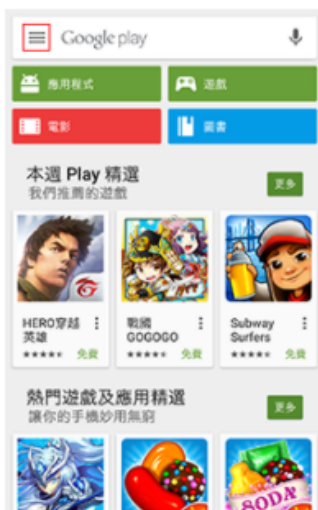 Google play
應用程式
遊戲
電影
圖書
本週 Play 精選
我們推薦的遊戲
更多
HERO穿越
英雄
免費
戰國
GOGOGO
免費
Subway
Surfers
免費
熱門遊戲及應用精選
讓你的手機妙用無窮
更多
SODA